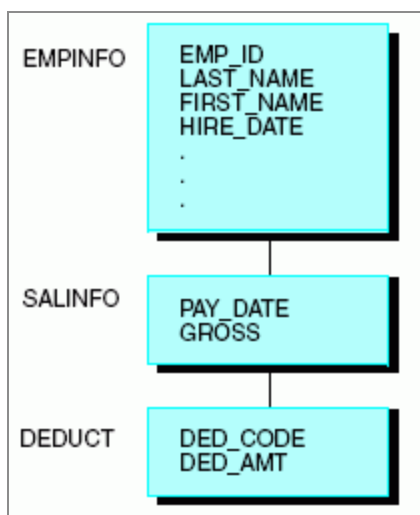 EMPINFO
EMP_ID
LAST_NAME
FIRST_NAME
HIRE_DATE
.
.
.
SALINFO
PAY_DATE
GROSS
DEDUCT
DED_CODE
DED_AMT